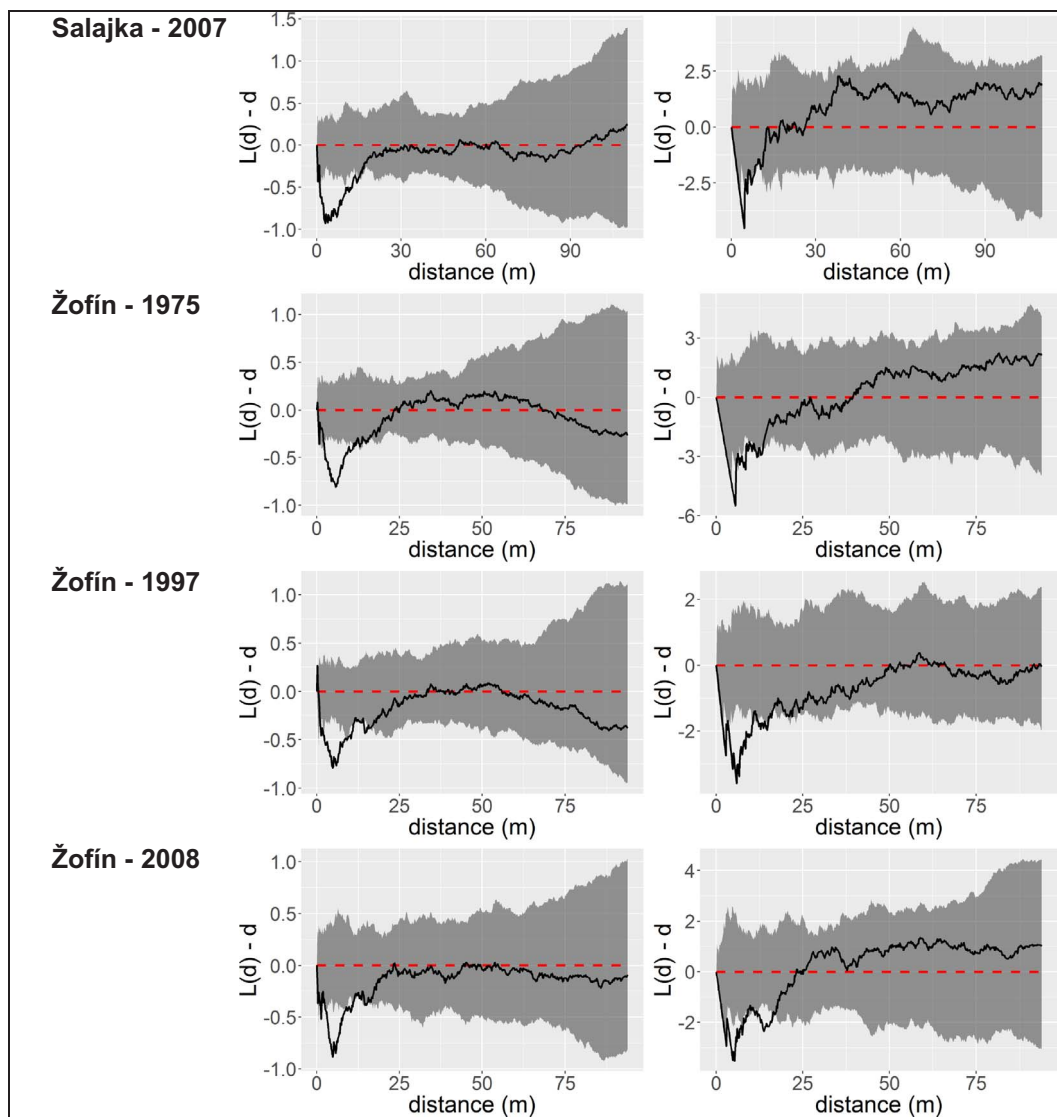 Salajka - 2007
1.5
1.0
0.5
0.0
-0.5
-1.0
L(d) - d
0 30 60 90
distance (m)
2.5
0.0
-2.5
L(d) - d
0 30 60 90
distance (m)
Žofín - 1975
1.0
0.5
0.0
-0.5
-1.0
L(d) - d
0 25 50 75
distance (m)
3
0
-3
-6
L(d) - d
0 25 50 75
distance (m)
Žofín - 1997
1.0
0.5
0.0
-0.5
-1.0
L(d) - d
0 25 50 75
distance (m)
2
0
-2
L(d) - d
0 25 50 75
distance (m)
Žofín - 2008
1.0
0.5
0.0
-0.5
-1.0
L(d) - d
0 25 50 75
distance (m)
4
2
0
-2
L(d) - d
0 25 50 75
distance (m)